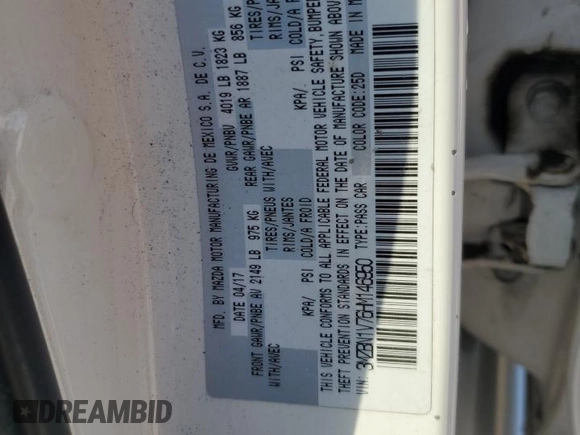 MFD. BY MAZDA MOTOR MANUFACTURING DE MEXICO S.A. DE C.V.
DATE 04/17 GVWR/PNBV 4019 LB 1823 KG
FRONT GAWR/PNBE AV 2149 LB 975 KG REAR GAWR/PNBE AR 1887 LB 856 KG
WITH/AVEC TIRES/PNEUS WITH/AVEC TIRES/
RIMS/JANTES RIMS/
KPA/ PSI COLD/A FROID KPA/ PSI COLD/A
THIS VEHICLE CONFORMS TO ALL APPLICABLE FEDERAL MOTOR VEHICLE SAFETY, BUMPER
THEFT PREVENTION STANDARDS IN EFFECT ON THE DATE OF MANUFACTURE SHOWN ABOVE
VIN: 3MZBN1V76HM146950 TYPE:PASS CAR COLOR CODE:25D MADE IN
DREAMBID